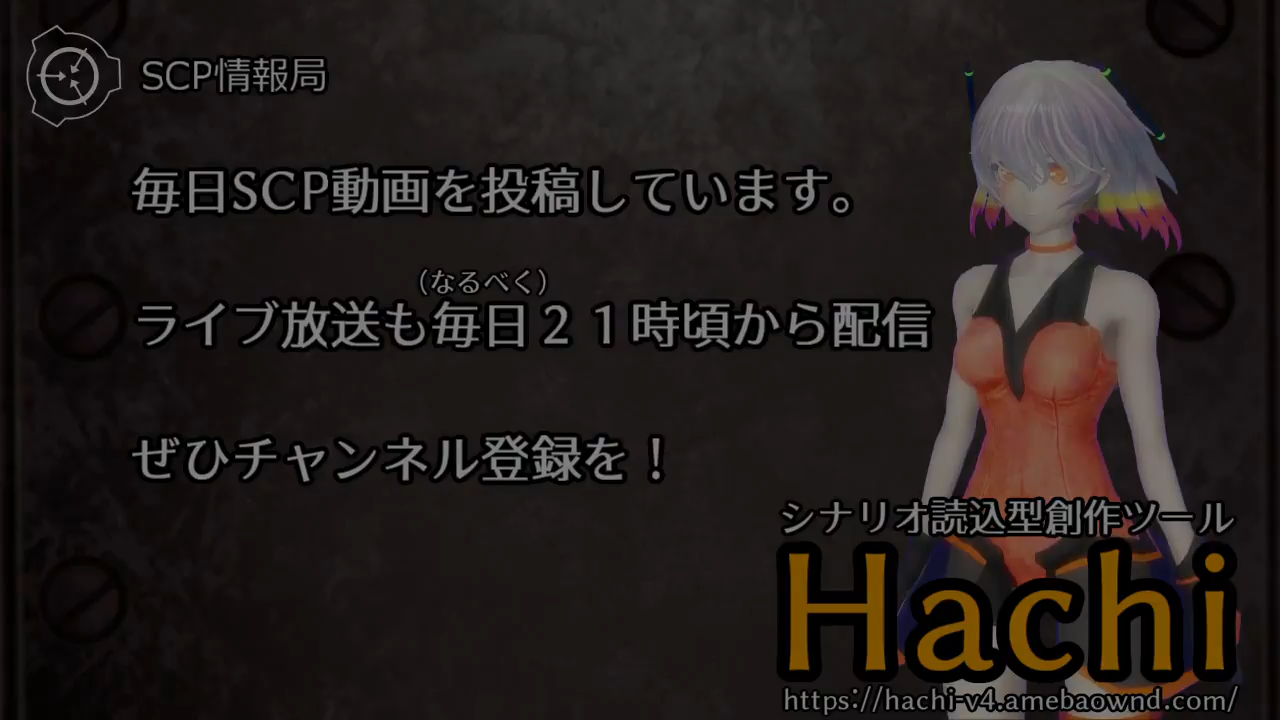 SCP情報局
毎日SCP動画を投稿しています。
（なるべく）
ライブ放送も毎日２１時頃から配信
ぜひチャンネル登録を！
シナリオ読込型創作ツール
Hachi
https://hachi-v4.amebaownd.com/